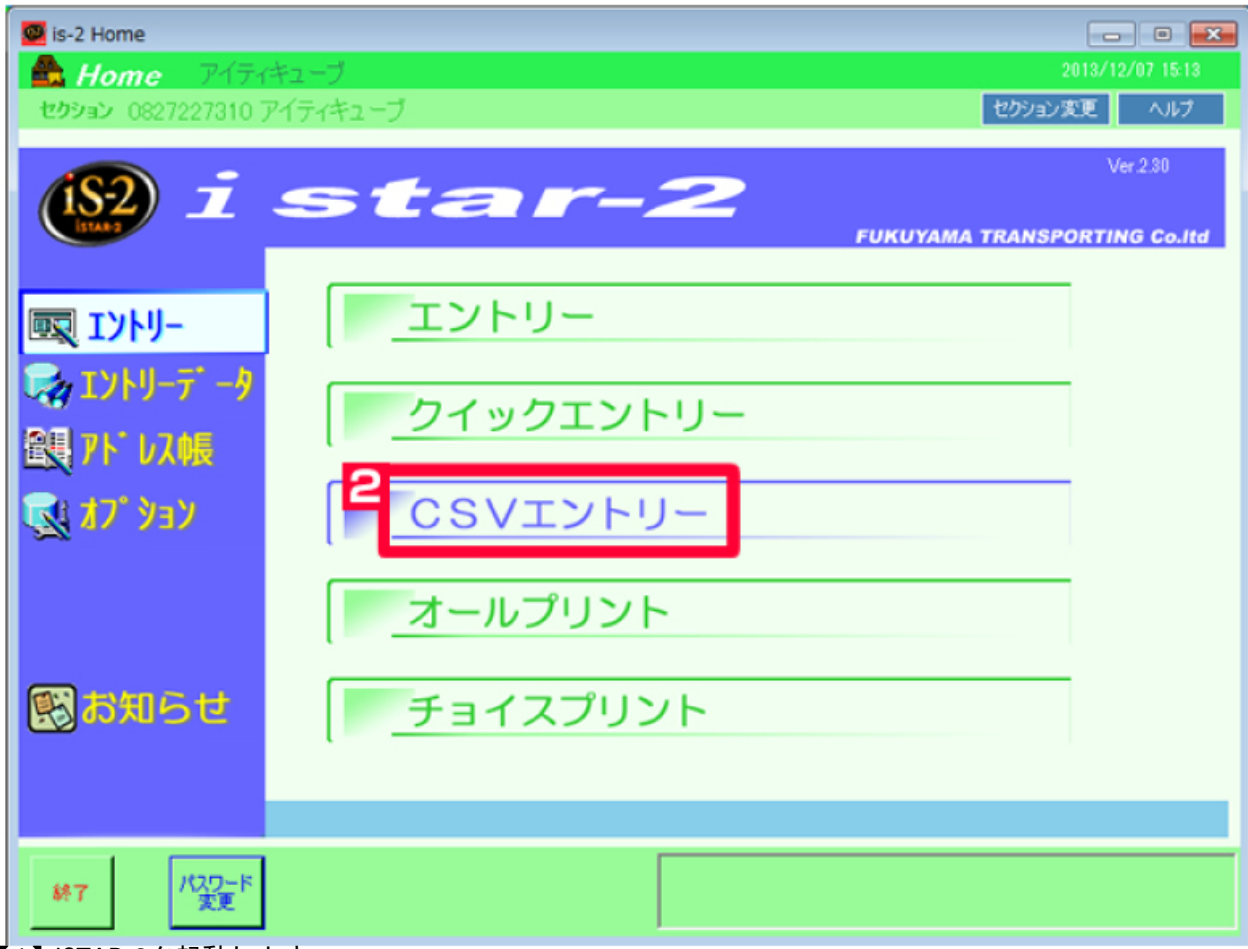 is-2 Home
Home アイティキューブ 2013/12/07 15:13
セクション 0827227310 アイティキューブ セクション変更 ヘルプ
iS-2
iSTAR-2
i star-2
Ver.2.30
FUKUYAMA TRANSPORTING Co.ltd
エントリー
エントリーデータ
アドレス帳
オプション
お知らせ
エントリー
クイックエントリー
2
CSVエントリー
オールプリント
チョイスプリント
終了
パスワード
変更